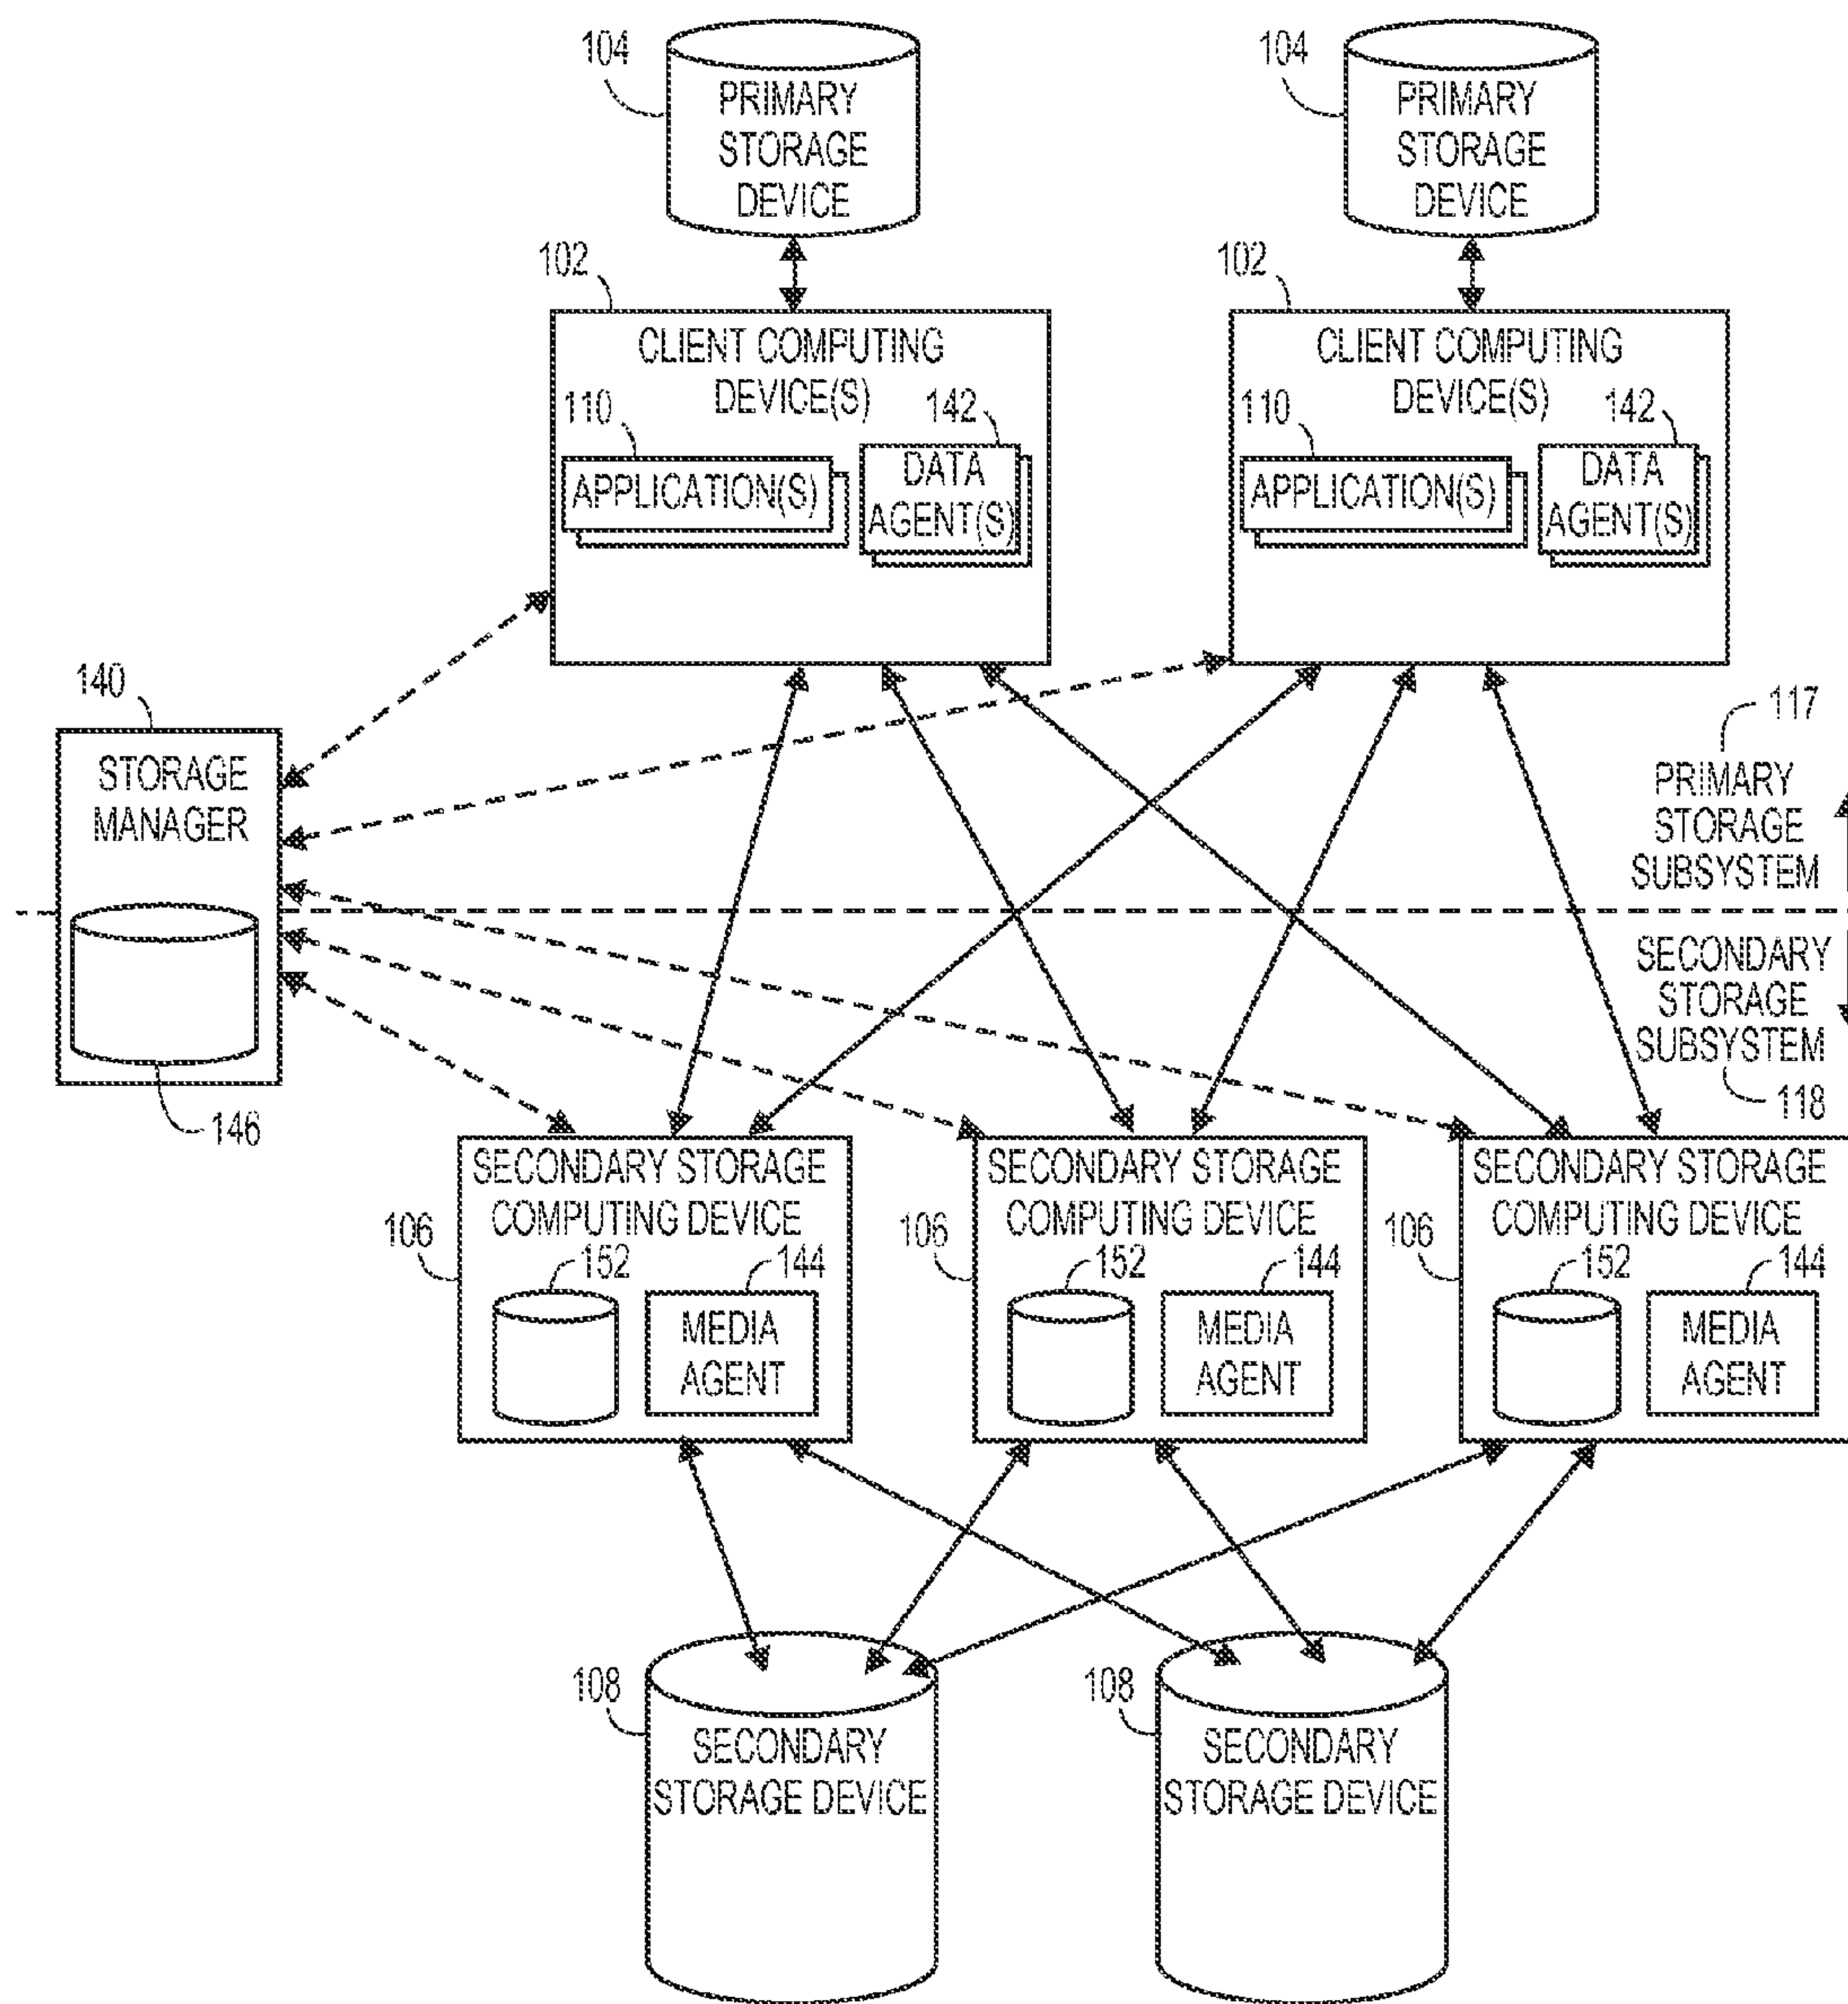 104
PRIMARY
STORAGE
DEVICE
104
PRIMARY
STORAGE
DEVICE
102
CLIENT COMPUTING
DEVICE(S)
110
142
APPLICATION(S)
DATA
AGENT(S)
102
CLIENT COMPUTING
DEVICE(S)
110
142
APPLICATION(S)
DATA
AGENT(S)
140
STORAGE
MANAGER
146
117
PRIMARY
STORAGE
SUBSYSTEM
SECONDARY
STORAGE
SUBSYSTEM
118
SECONDARY STORAGE
COMPUTING DEVICE
106
152
144
MEDIA
AGENT
SECONDARY STORAGE
COMPUTING DEVICE
106
152
144
MEDIA
AGENT
SECONDARY STORAGE
COMPUTING DEVICE
106
152
144
MEDIA
AGENT
108
SECONDARY
STORAGE DEVICE
108
SECONDARY
STORAGE DEVICE